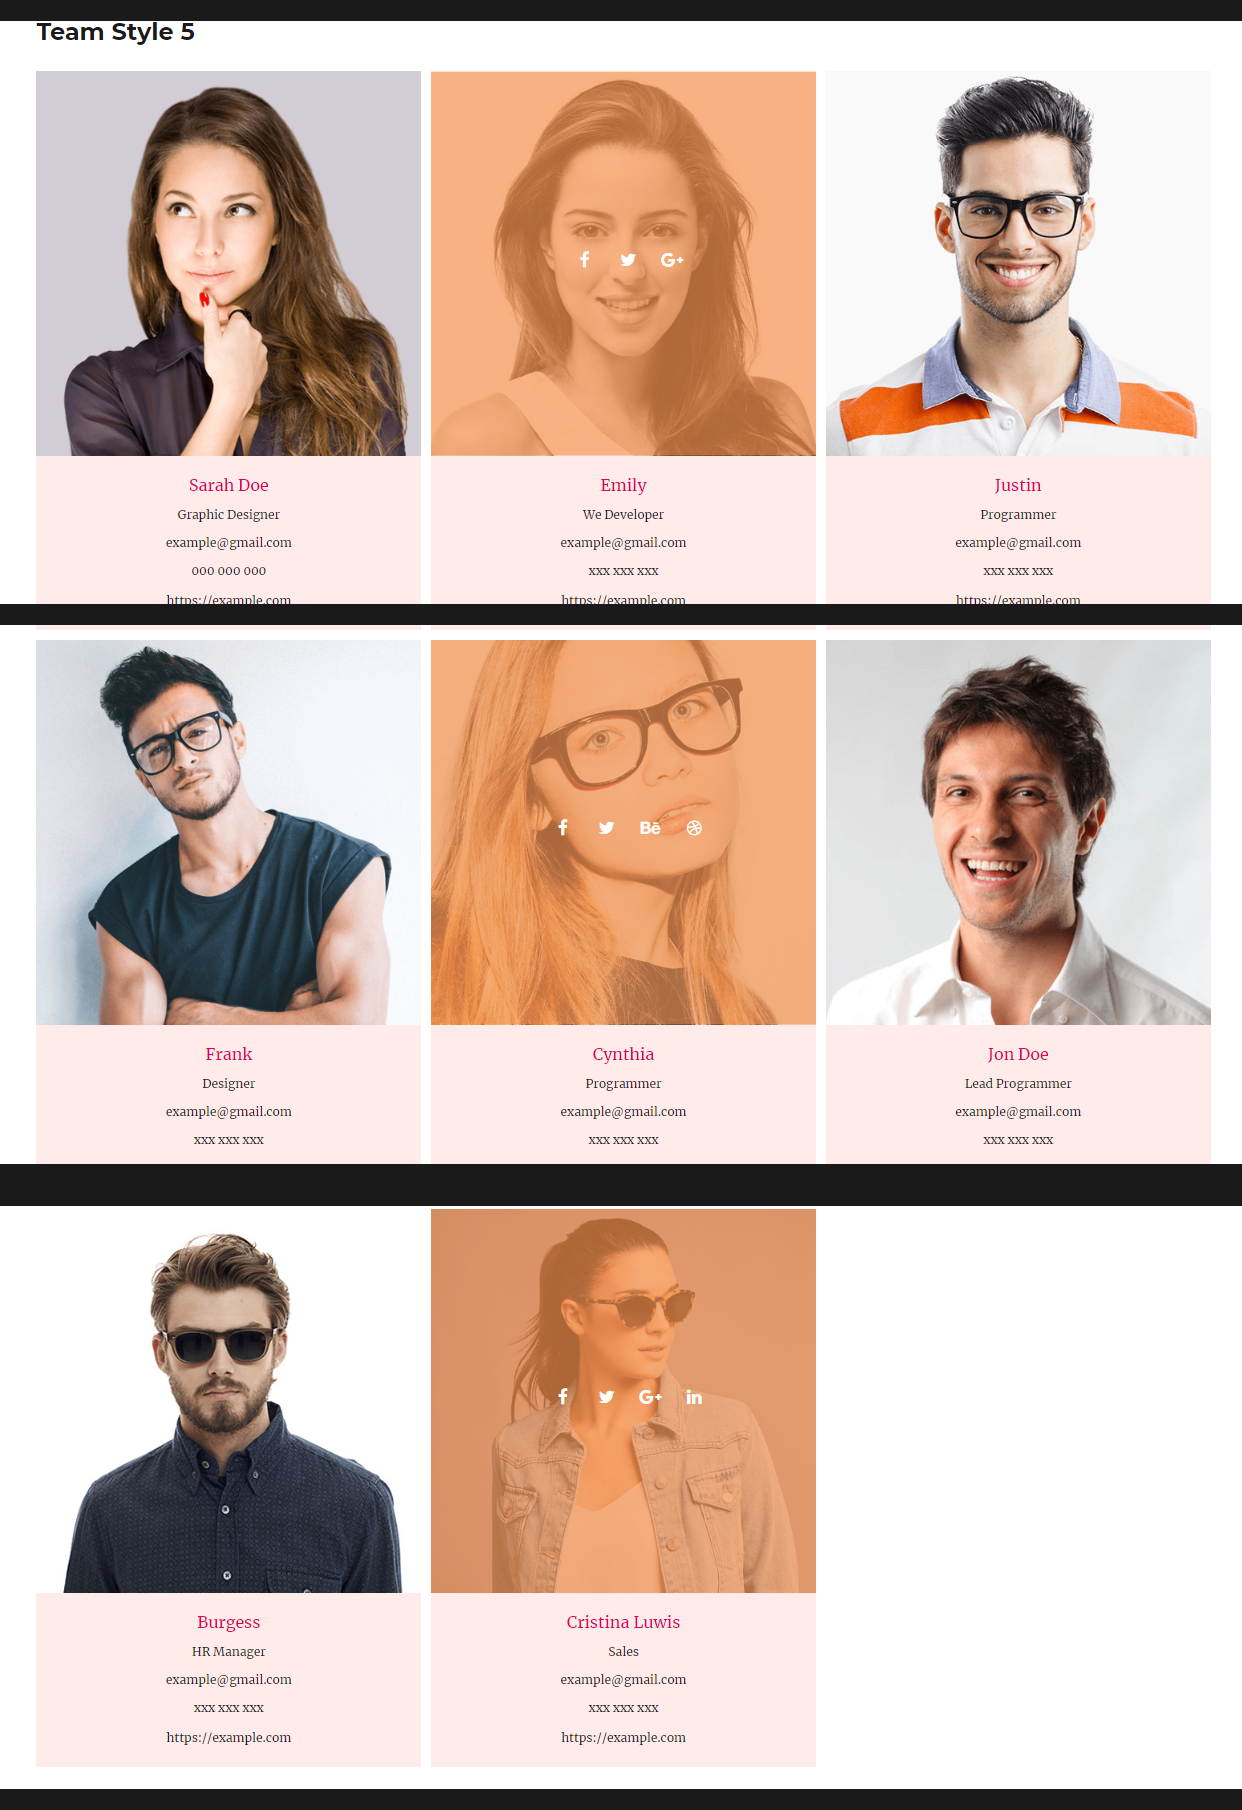 Team Style 5
Sarah Doe
Graphic Designer
example@gmail.com
000 000 000
https://example.com
Emily
We Developer
example@gmail.com
xxx xxx xxx
https://example.com
Justin
Programmer
example@gmail.com
xxx xxx xxx
https://example.com
Frank
Designer
example@gmail.com
xxx xxx xxx
Bē
Cynthia
Programmer
example@gmail.com
xxx xxx xxx
Jon Doe
Lead Programmer
example@gmail.com
xxx xxx xxx
Burgess
HR Manager
example@gmail.com
xxx xxx xxx
https://example.com
Cristina Luwis
Sales
example@gmail.com
xxx xxx xxx
https://example.com